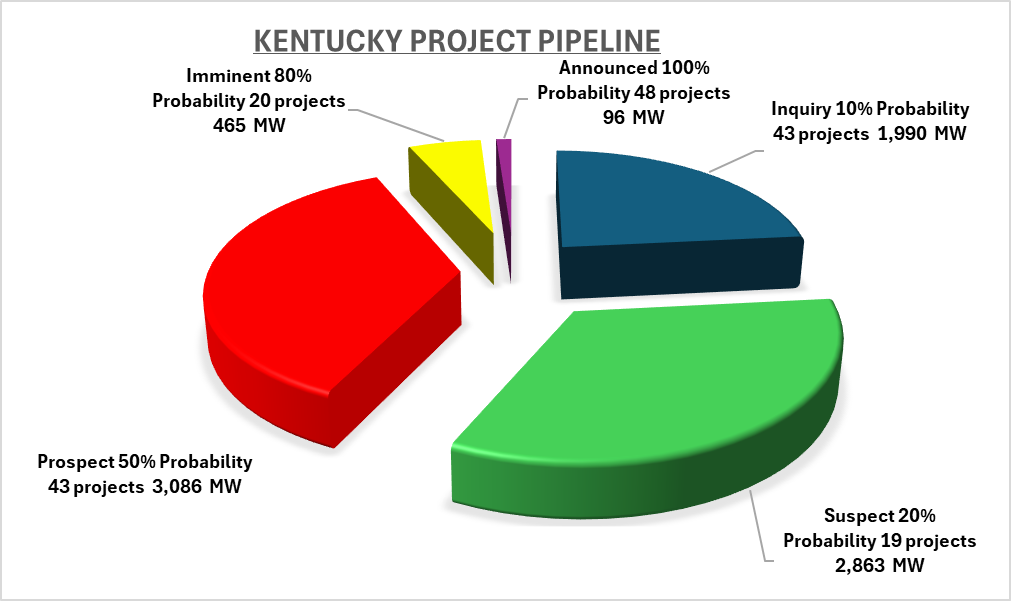 KENTUCKY PROJECT PIPELINE
Imminent 80%
Probability 20 projects
465 MW
Announced 100%
Probability 48 projects
96 MW
Inquiry 10% Probability
43 projects 1,990 MW
Prospect 50% Probability
43 projects 3,086 MW
Suspect 20%
Probability 19 projects
2,863 MW